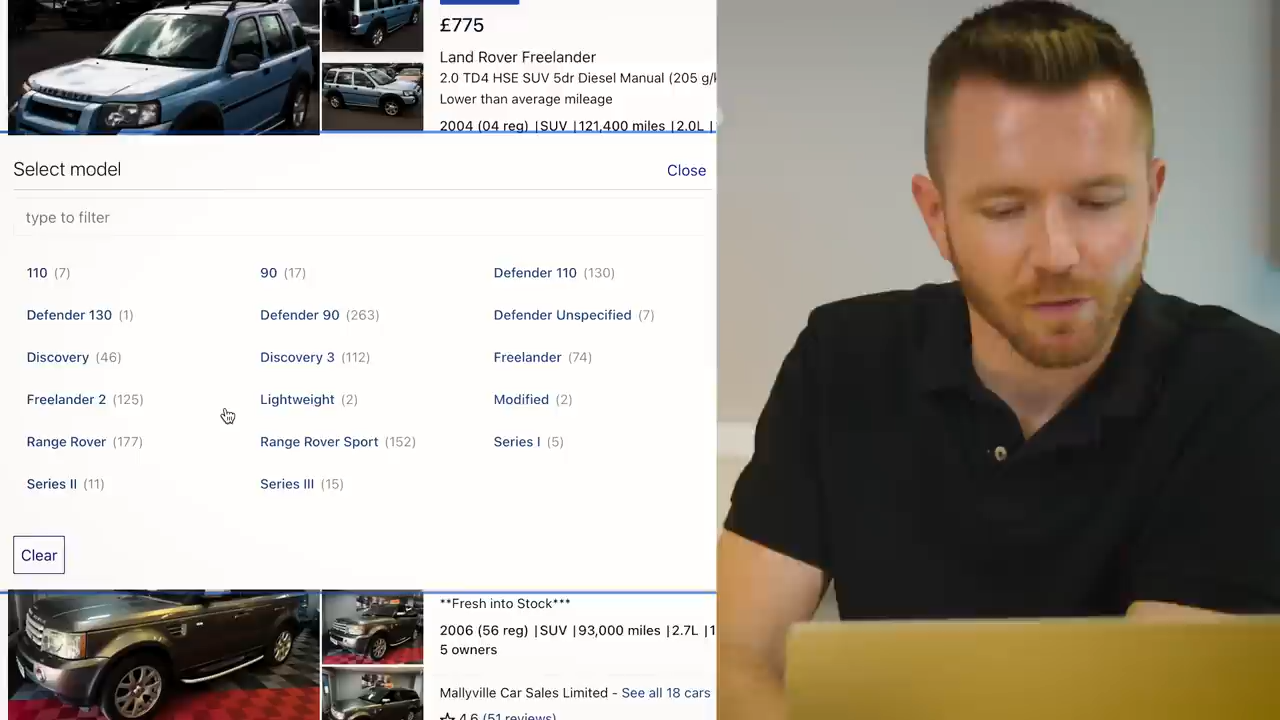 £775
Land Rover Freelander
2.0 TD4 HSE SUV 5dr Diesel Manual (205 g/k
Lower than average mileage
2004 (04 reg) | SUV | 121,400 miles | 2.0L |
Select model
Close
type to filter
110 (7)
90 (17)
Defender 110 (130)
Defender 130 (1)
Defender 90 (263)
Defender Unspecified (7)
Discovery (46)
Discovery 3 (112)
Freelander (74)
Freelander 2 (125)
Lightweight (2)
Modified (2)
Range Rover (177)
Range Rover Sport (152)
Series I (5)
Series II (11)
Series III (15)
Clear
**Fresh into Stock***
2006 (56 reg) | SUV | 93,000 miles | 2.7L | 1
5 owners
Mallyville Car Sales Limited - See all 18 cars
4.6 (51 reviews)